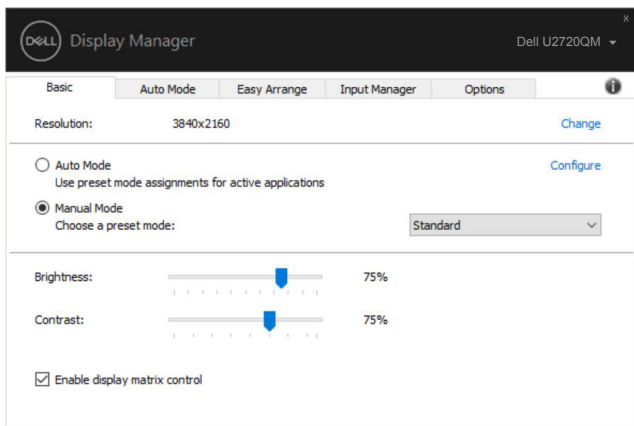 x
DELL Display Manager
Dell U2720QM
Basic Auto Mode Easy Arrange Input Manager Options i
Resolution: 3840x2160 Change
Auto Mode Configure
Use preset mode assignments for active applications
Manual Mode
Choose a preset mode: Standard
Brightness: 75%
Contrast: 75%
Enable display matrix control